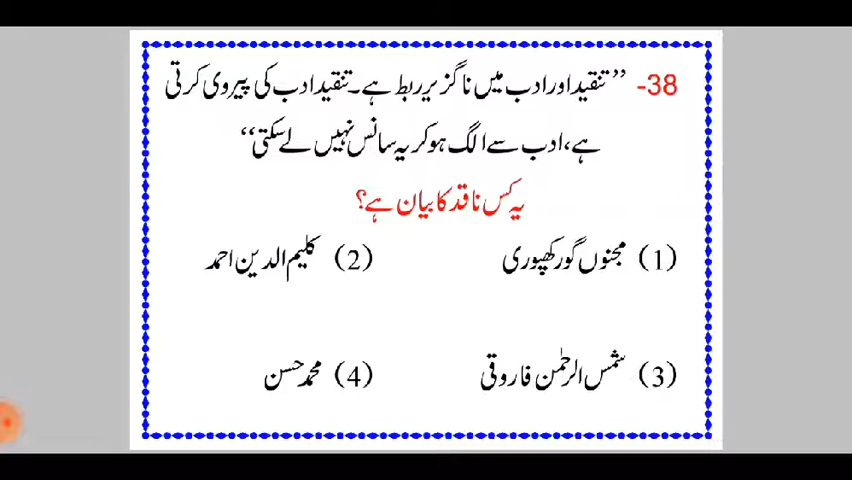 38- ’’تنقید اور ادب میں ناگزیر ربط ہے۔ تنقید ادب کی پیروی کرتی
ہے، ادب سے الگ ہو کر یہ سانس نہیں لے سکتی‘‘
یہ کس ناقد کا بیان ہے؟
(1) مجنوں گورکھپوری (2) کلیم الدین احمد
(3) شمس الرحمٰن فاروقی (4) محمد حسن